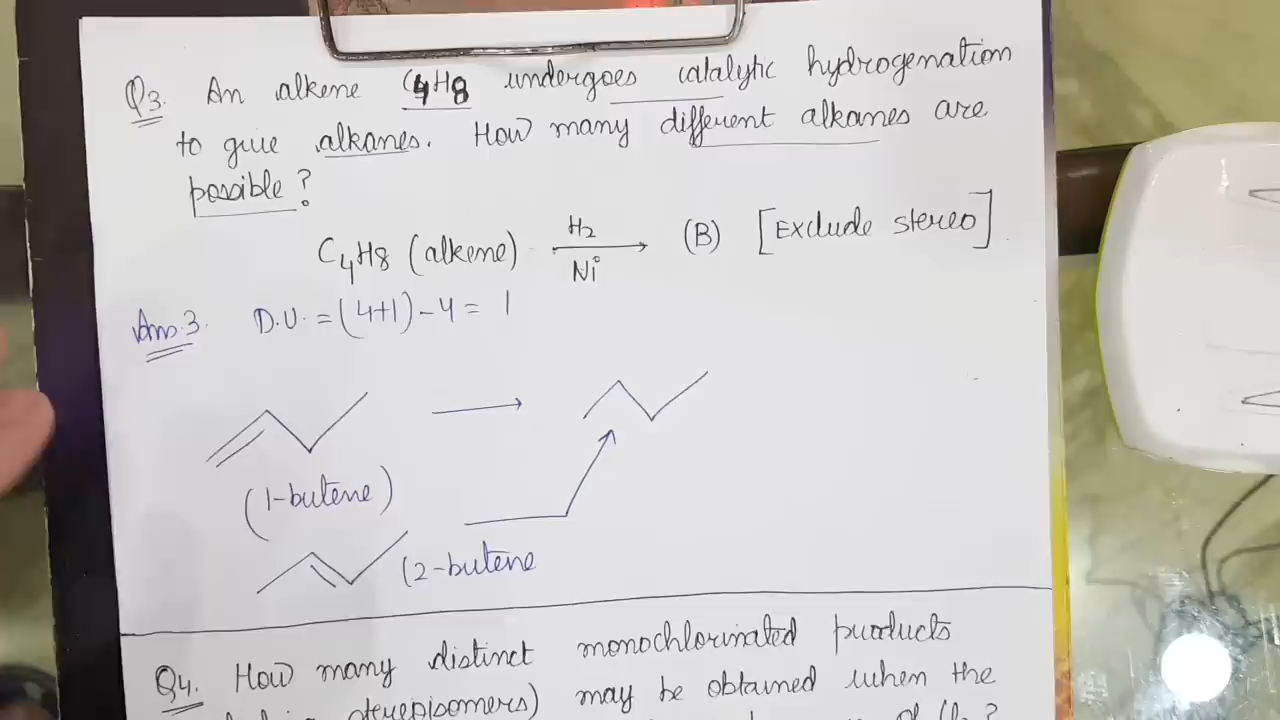 Q3. An alkene C4H8 undergoes catalytic hydrogenation
to give alkanes. How many different alkanes are
possible?
C4H8 (alkene) H2 Ni (B) [Exclude stereo]
Ans.3. D.U. = (4+1) - 4 = 1
(1-butene)
(2-butene
Q4. How many distinct monochlorinated products
stereoisomers) may be obtained when the
of Cl2?